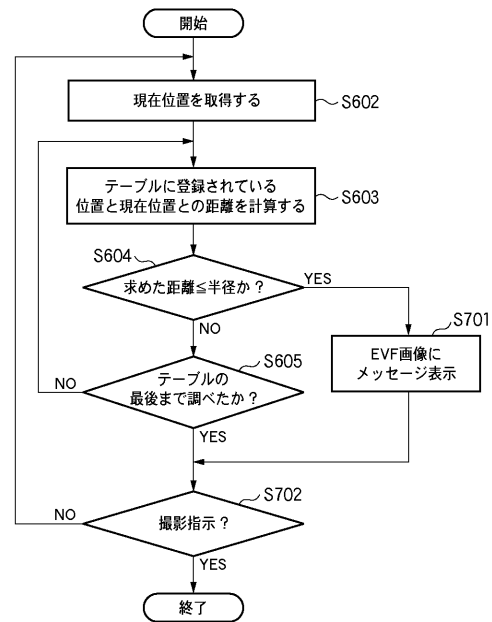 開始
現在位置を取得する
S602
テーブルに登録されている
位置と現在位置との距離を計算する
S603
S604
求めた距離≦半径か？
YES
NO
S701
EVF画像に
メッセージ表示
S605
テーブルの
最後まで調べたか？
NO
YES
S702
撮影指示？
NO
YES
終了